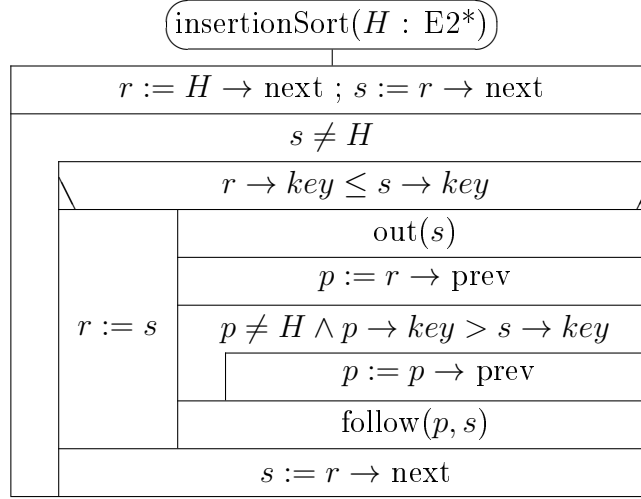 insertionSort(H : E2*)
r := H → next ; s := r → next
s ≠ H
r → key ≤ s → key
out(s)
p := r → prev
r := s
p ≠ H ∧ p → key > s → key
p := p → prev
follow(p, s)
s := r → next